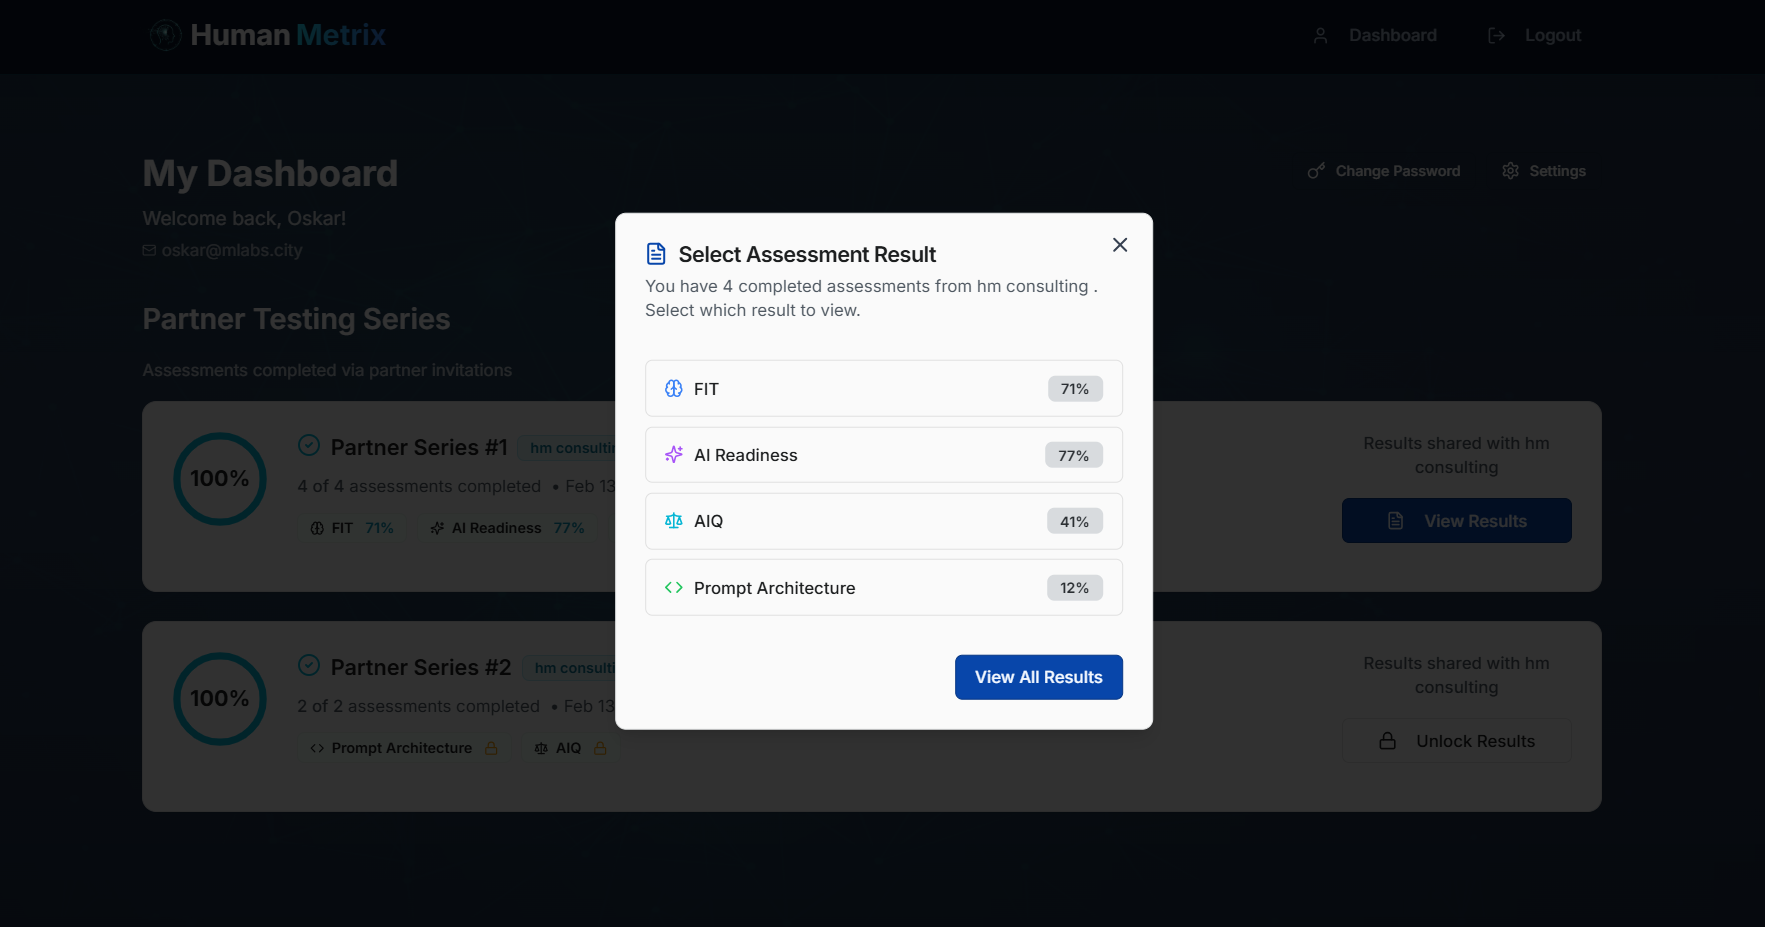 Human Metrix
Dashboard
Logout
My Dashboard
Change Password
Settings
Welcome back, Oskar!
oskar@mlabs.city
Partner Testing Series
Assessments completed via partner invitations
100%
Partner Series #1
4 of 4 assessments completed • Feb 13
FIT 71%
AI Readiness 77%
Results shared with hm
consulting
View Results
100%
Partner Series #2
2 of 2 assessments completed • Feb 13
Prompt Architecture
AIQ
Results shared with hm
consulting
Unlock Results
Select Assessment Result
You have 4 completed assessments from hm consulting .
Select which result to view.
FIT 71%
AI Readiness 77%
AIQ 41%
Prompt Architecture 12%
View All Results